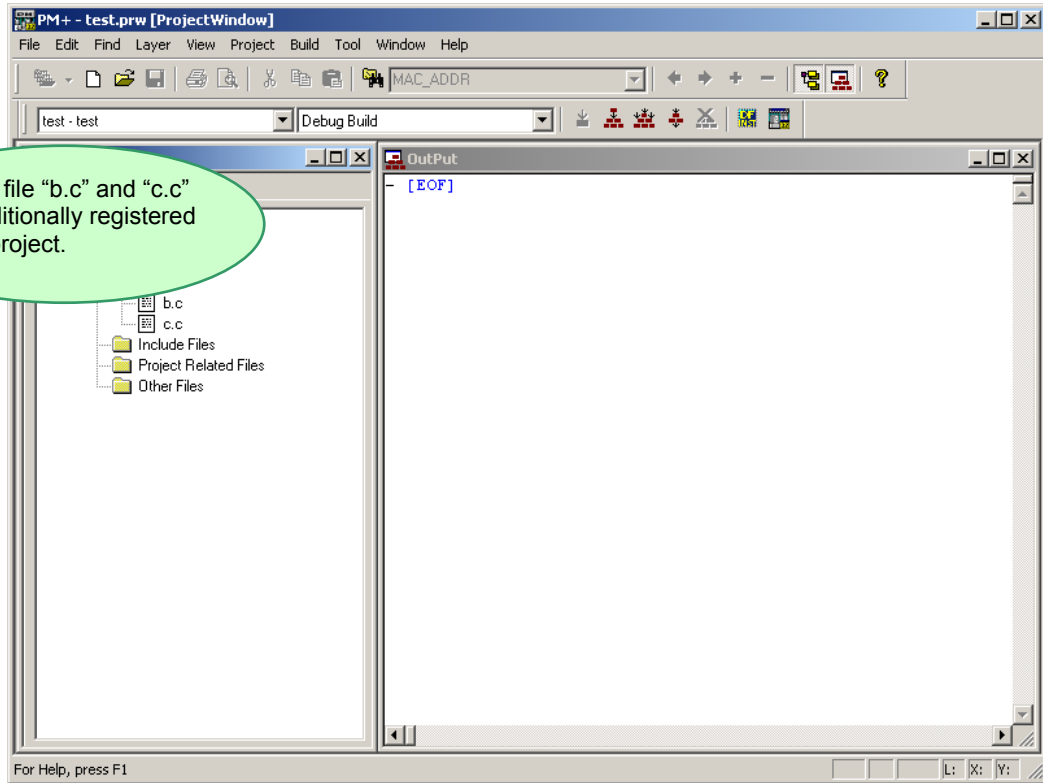 PM+ - test.prw [ProjectWindow]
File Edit Find Layer View Project Build Tool Window Help
MAC_ADDR
test - test
Debug Build
OutPut
file “b.c” and “c.c”
ditionally registered
roject.
- [EOF]
b.c
c.c
Include Files
Project Related Files
Other Files
For Help, press F1
L: X: Y: